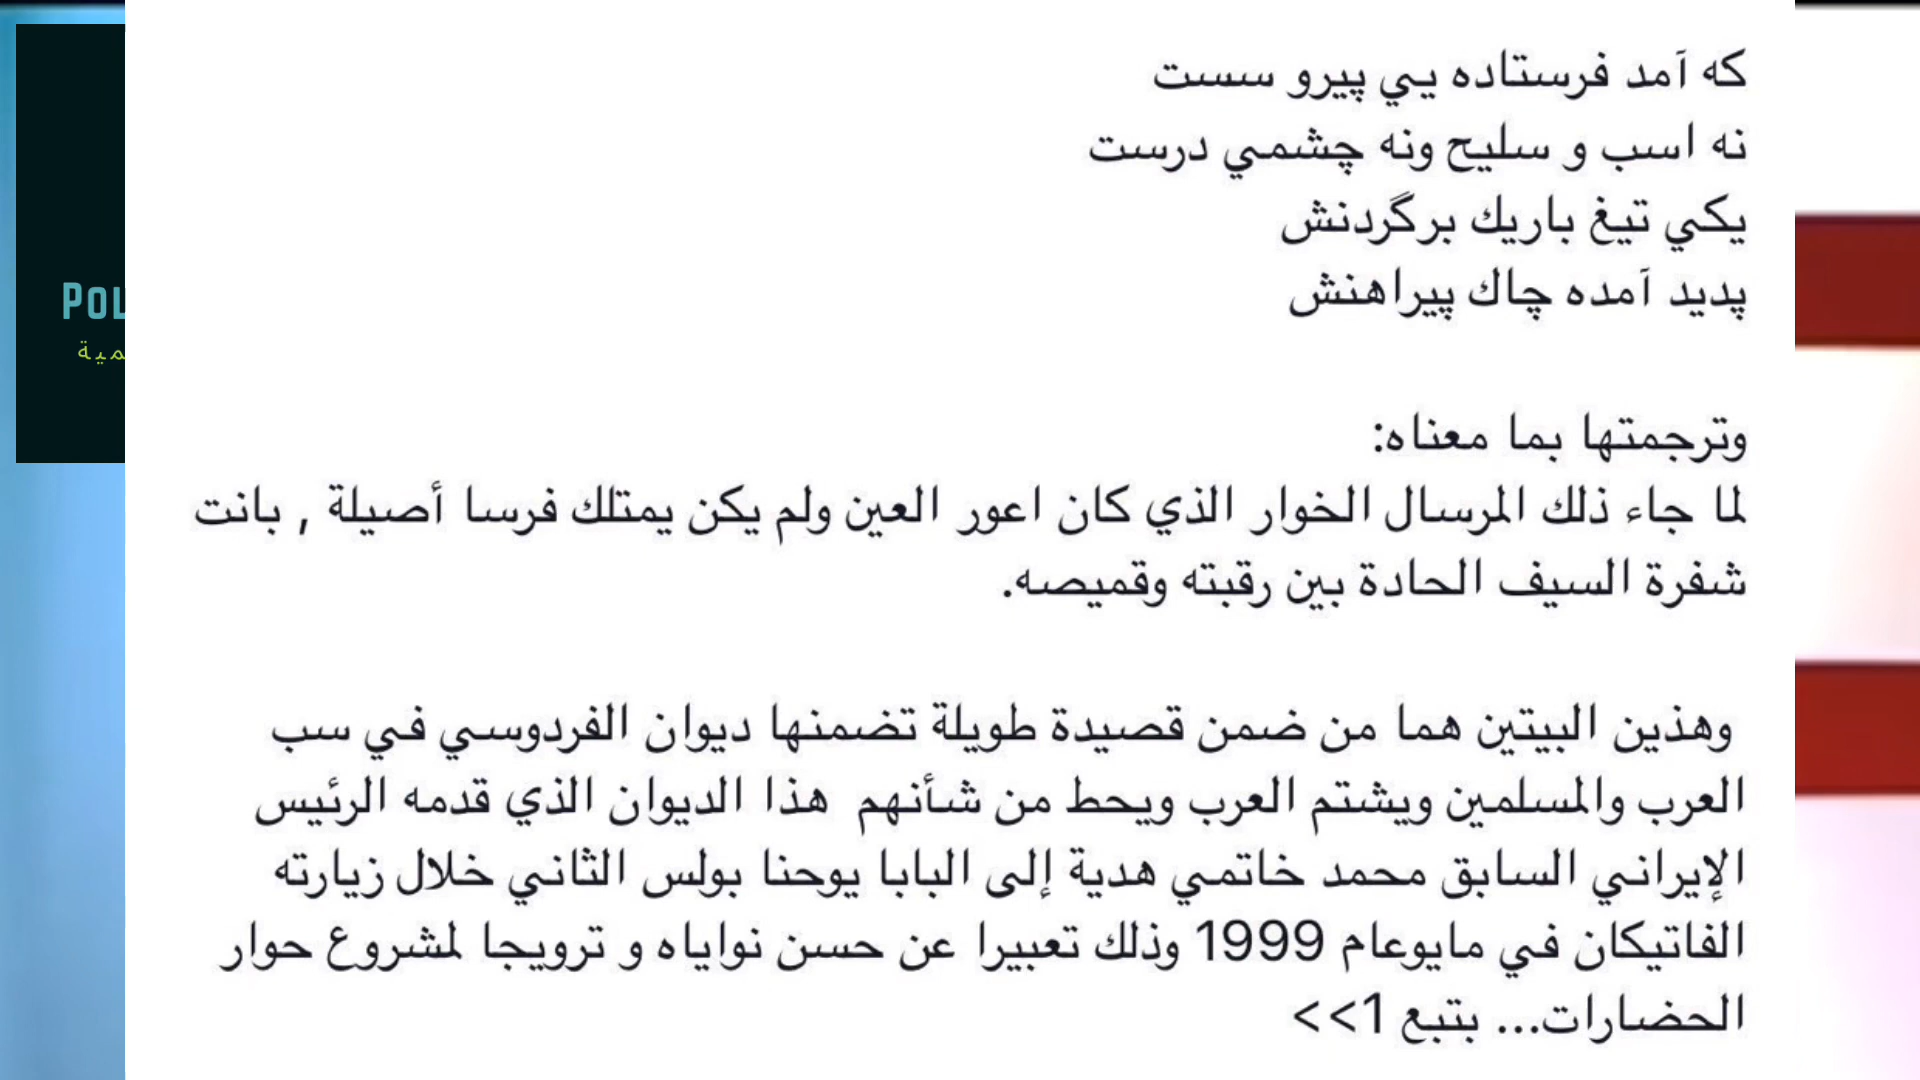 كه آمد فرستاده يي پيرو سست
نه اسب و سليح ونه چشمي درست
يكي تيغ باريك برگردنش
پديد آمده چاك پيراهنش
وترجمتها بما معناه:
لما جاء ذلك المرسال الخوار الذي كان اعور العين ولم يكن يمتلك فرسا أصيلة , بانت
شفرة السيف الحادة بين رقبته وقميصه.
وهذين البيتين هما من ضمن قصيدة طويلة تضمنها ديوان الفردوسي في سب
العرب والمسلمين ويشتم العرب ويحط من شأنهم هذا الديوان الذي قدمه الرئيس
الإيراني السابق محمد خاتمي هدية إلى البابا يوحنا بولس الثاني خلال زيارته
الفاتيكان في مايوعام 1999 وذلك تعبيرا عن حسن نواياه و ترويجا لمشروع حوار
الحضارات... بتبع 1>>